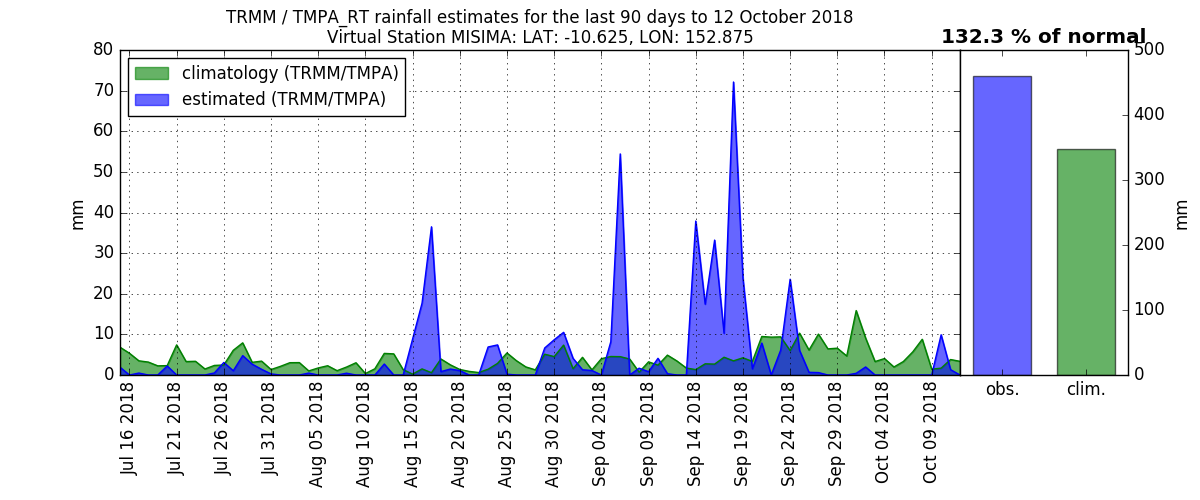 TRMM / TMPA_RT rainfall estimates for the last 90 days to 12 October 2018
Virtual Station MISIMA: LAT: -10.625, LON: 152.875
132.3 % of normal
climatology (TRMM/TMPA)
estimated (TRMM/TMPA)
80
70
60
50
40
30
20
10
0
mm
Jul 16 2018
Jul 21 2018
Jul 26 2018
Jul 31 2018
Aug 05 2018
Aug 10 2018
Aug 15 2018
Aug 20 2018
Aug 25 2018
Aug 30 2018
Sep 04 2018
Sep 09 2018
Sep 14 2018
Sep 19 2018
Sep 24 2018
Sep 29 2018
Oct 04 2018
Oct 09 2018
obs.
clim.
500
400
300
200
100
0
mm